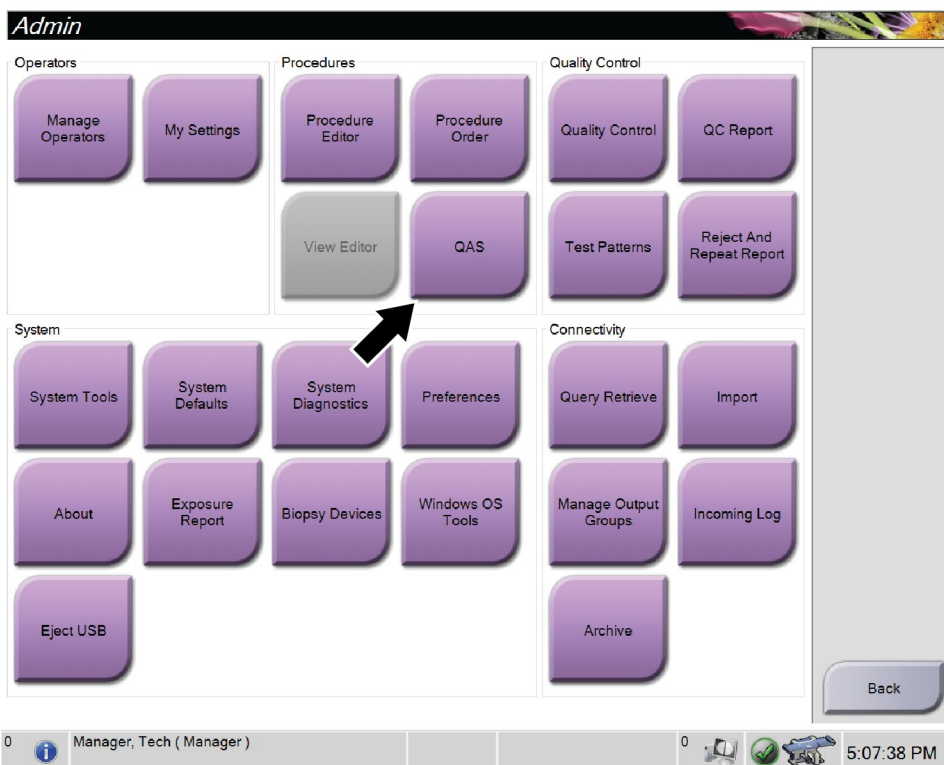 Admin
Operators
Manage
Operators
My Settings
Procedures
Procedure
Editor
Procedure
Order
View Editor
QAS
Quality Control
Quality Control
QC Report
Test Patterns
Reject And
Repeat Report
System
System Tools
System
Defaults
System
Diagnostics
Preferences
About
Exposure
Report
Biopsy Devices
Windows OS
Tools
Eject USB
Connectivity
Query Retrieve
Import
Manage Output
Groups
Incoming Log
Archive
Back
0
Manager, Tech ( Manager )
0
5:07:38 PM